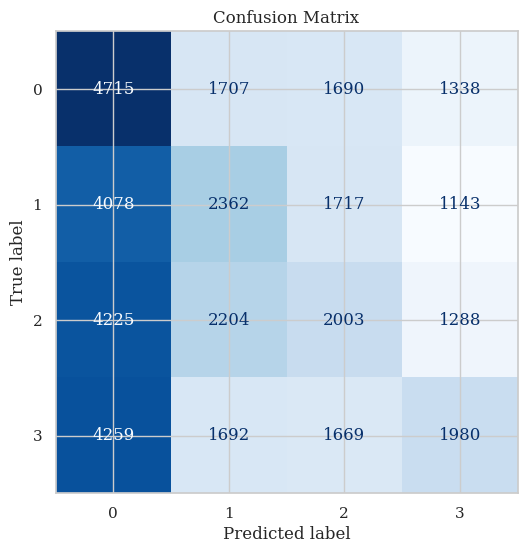 Confusion Matrix
True label
0 4715 1707 1690 1338
1 4078 2362 1717 1143
2 4225 2204 2003 1288
3 4259 1692 1669 1980
0 1 2 3
Predicted label